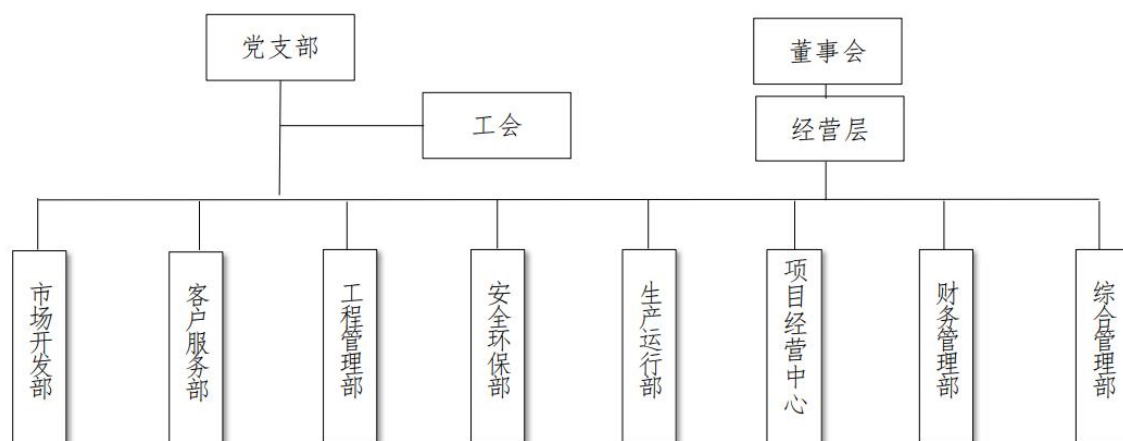 党支部
董事会
工会
经营层
市场开发部
客户服务部
工程管理部
安全环保部
生产运行部
项目经营中心
财务管理部
综合管理部